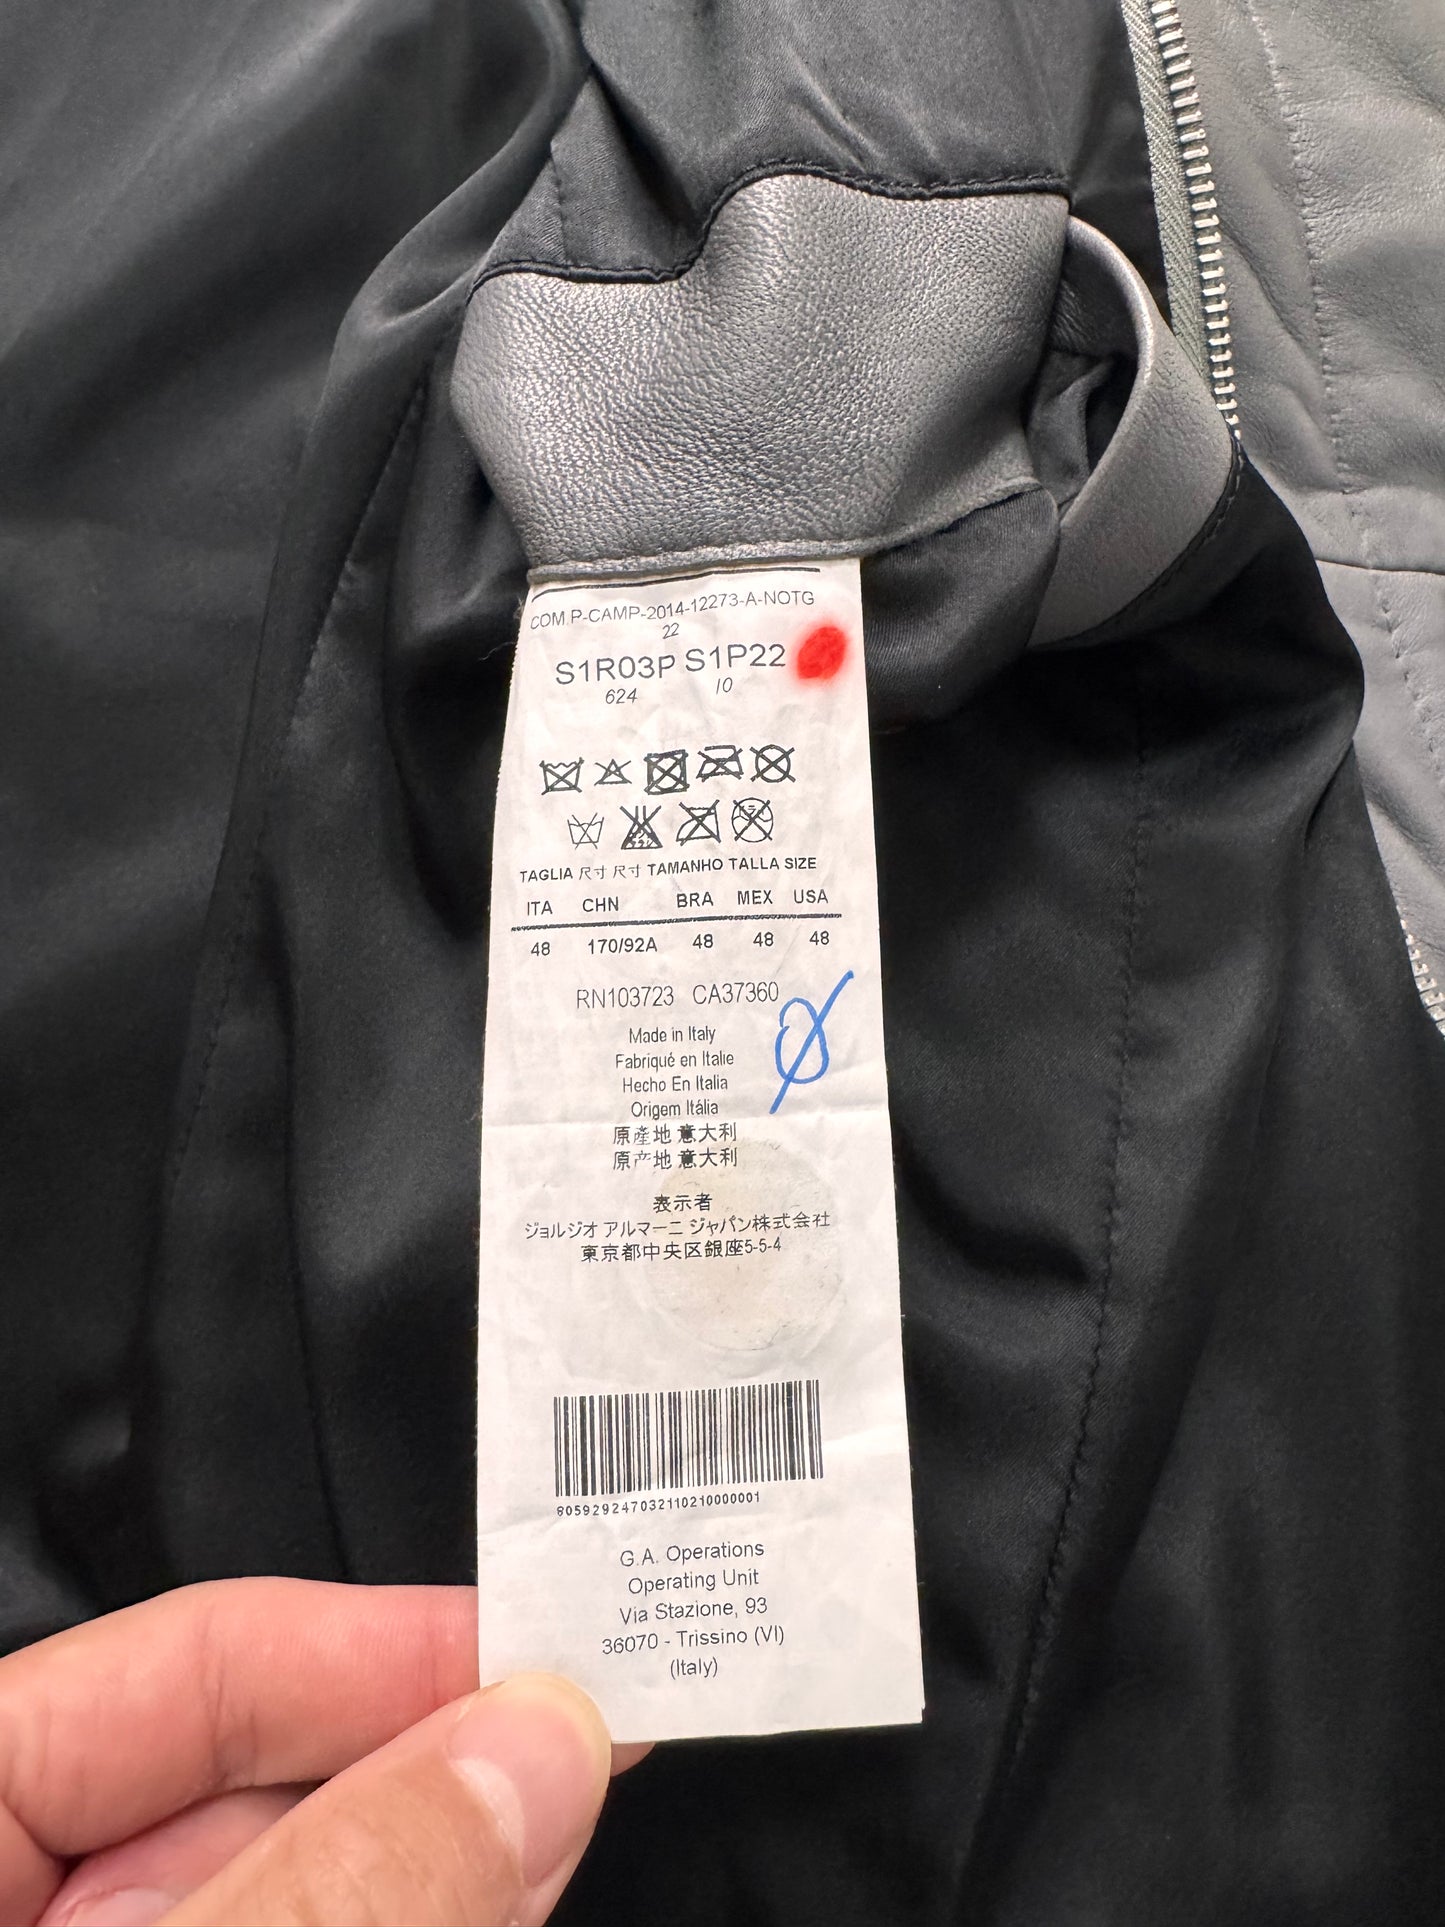 COM.P-CAMP-2014-12273-A-NOTG
22
S1R03P S1P22
624 10
TAGLIA 尺寸 尺寸 TAMANHO TALLA SIZE
ITA CHN BRA MEX USA
48 170/92A 48 48 48
RN103723 CA37360
Made in Italy
Fabriqué en Italie
Hecho En Italia
Origem Itália
原產地 意大利
原产地 意大利
表示者
ジョルジオ アルマーニ ジャパン株式会社
東京都中央区銀座5-5-4
805929247032110210000001
G.A. Operations
Operating Unit
Via Stazione, 93
36070 - Trissino (VI)
(Italy)